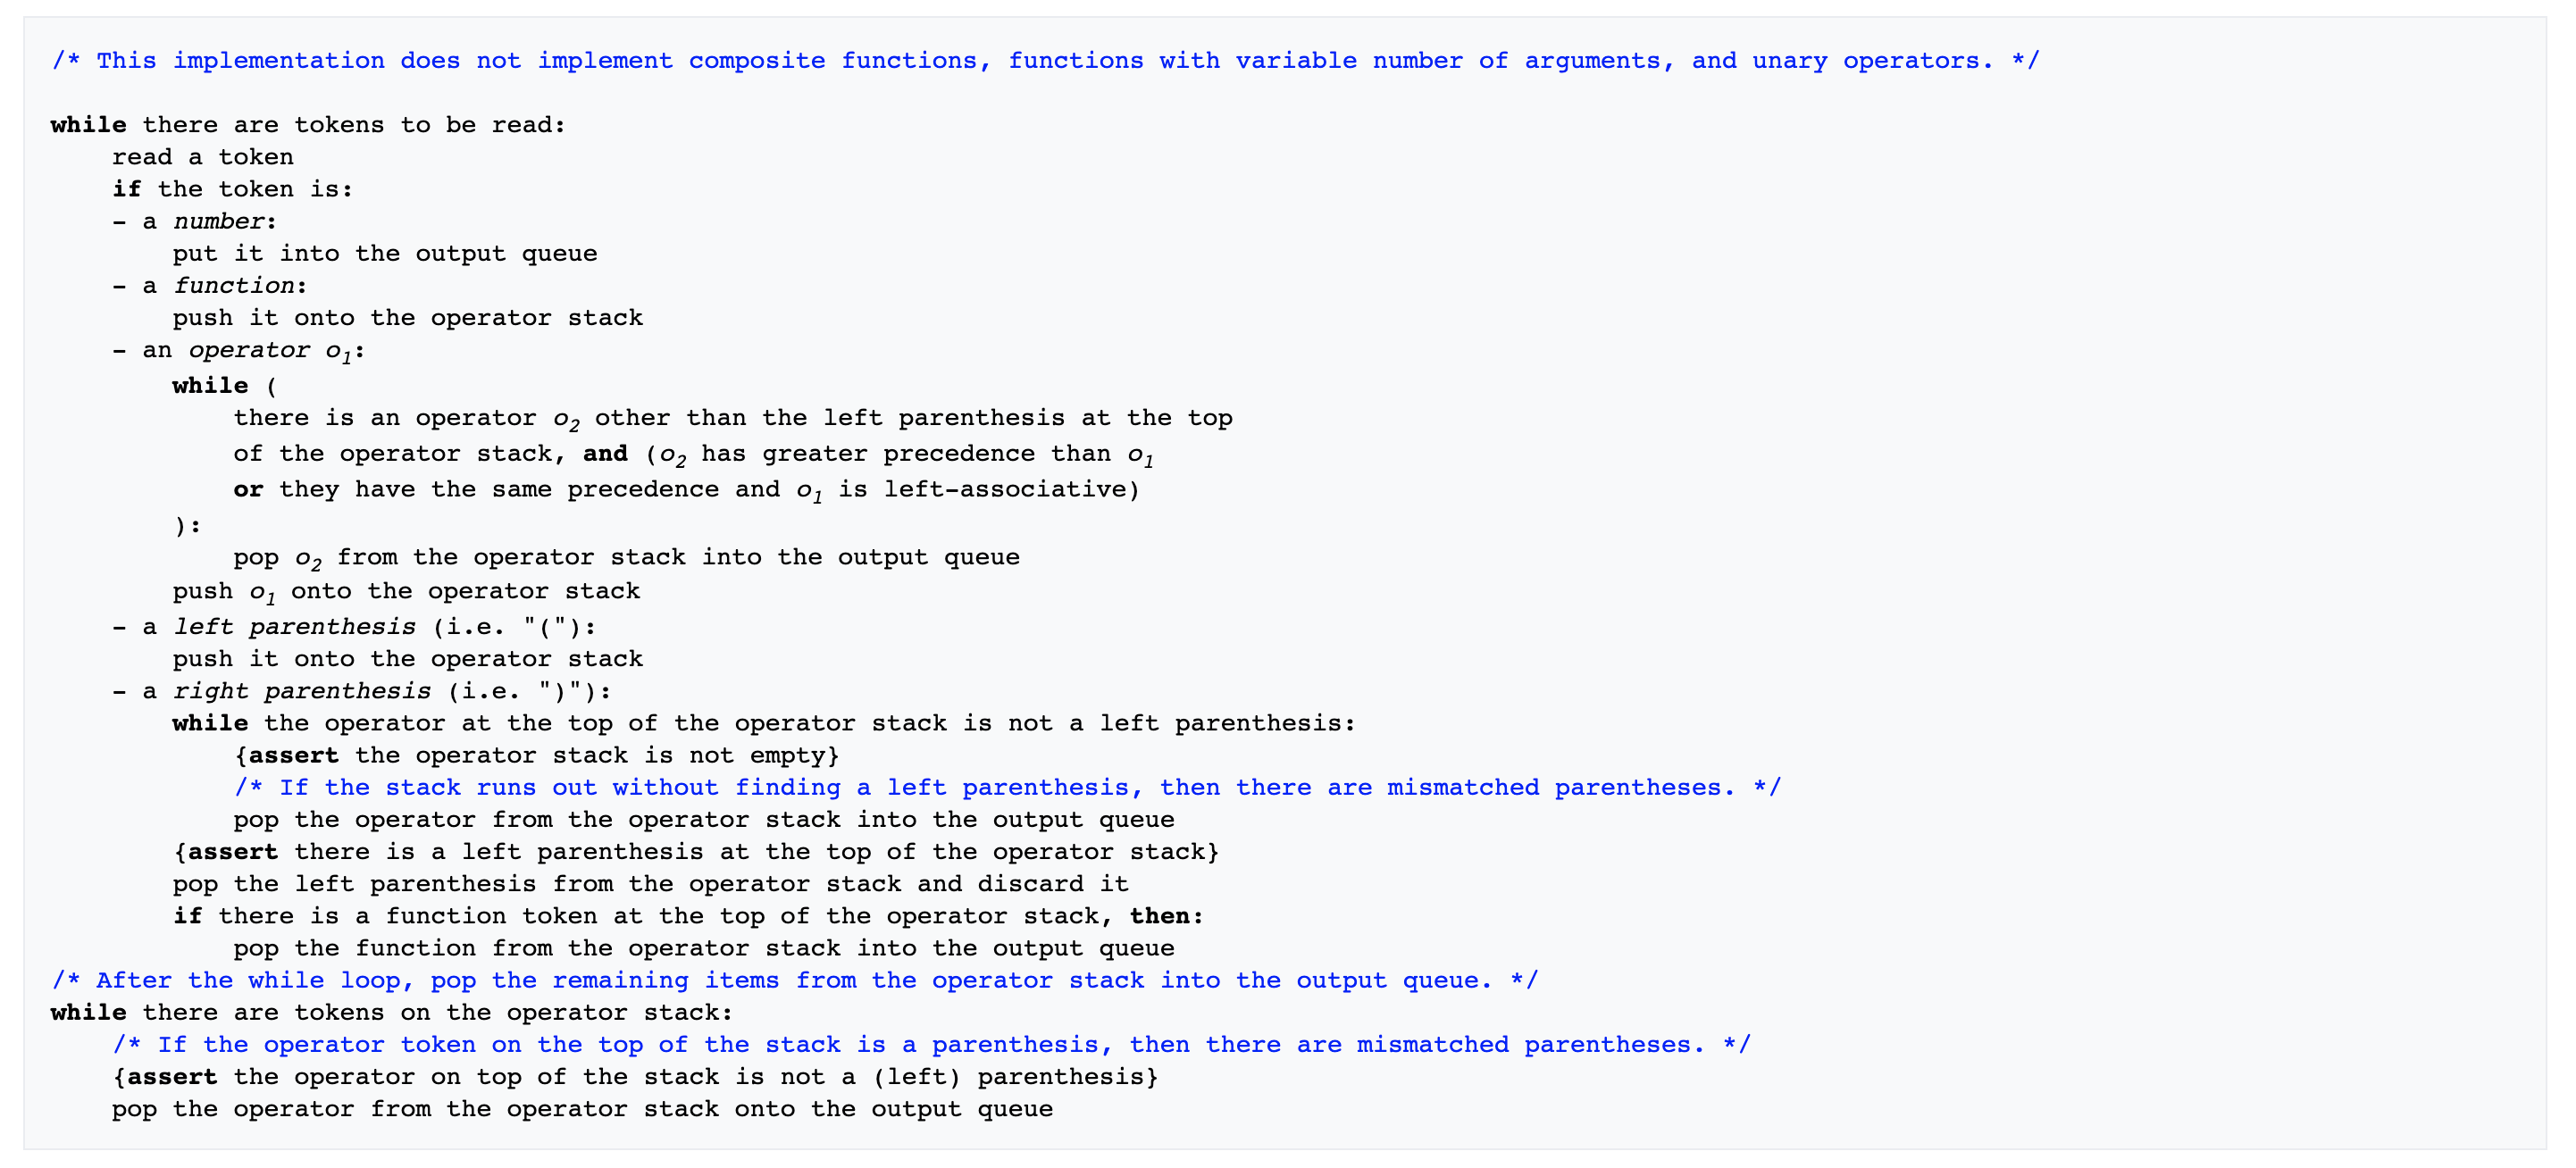 /* This implementation does not implement composite functions, functions with variable number of arguments, and unary operators. */
while there are tokens to be read:
read a token
if the token is:
- a number:
put it into the output queue
- a function:
push it onto the operator stack
- an operator o1:
while (
there is an operator o2 other than the left parenthesis at the top
of the operator stack, and (o2 has greater precedence than o1
or they have the same precedence and o1 is left-associative)
):
pop o2 from the operator stack into the output queue
push o1 onto the operator stack
- a left parenthesis (i.e. "("):
push it onto the operator stack
- a right parenthesis (i.e. ")"):
while the operator at the top of the operator stack is not a left parenthesis:
{assert the operator stack is not empty}
/* If the stack runs out without finding a left parenthesis, then there are mismatched parentheses. */
pop the operator from the operator stack into the output queue
{assert there is a left parenthesis at the top of the operator stack}
pop the left parenthesis from the operator stack and discard it
if there is a function token at the top of the operator stack, then:
pop the function from the operator stack into the output queue
/* After the while loop, pop the remaining items from the operator stack into the output queue. */
while there are tokens on the operator stack:
/* If the operator token on the top of the stack is a parenthesis, then there are mismatched parentheses. */
{assert the operator on top of the stack is not a (left) parenthesis}
pop the operator from the operator stack onto the output queue